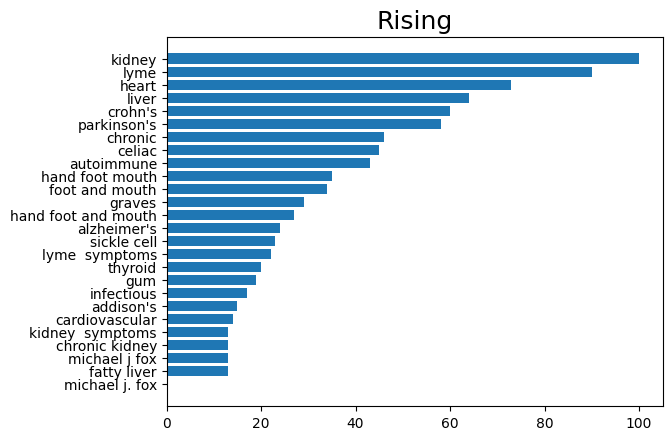 Rising
kidney
lyme
heart
liver
crohn's
parkinson's
chronic
celiac
autoimmune
hand foot mouth
foot and mouth
graves
hand foot and mouth
alzheimer's
sickle cell
lyme  symptoms
thyroid
gum
infectious
addison's
cardiovascular
kidney  symptoms
chronic kidney
michael j fox
fatty liver
michael j. fox
0 20 40 60 80 100